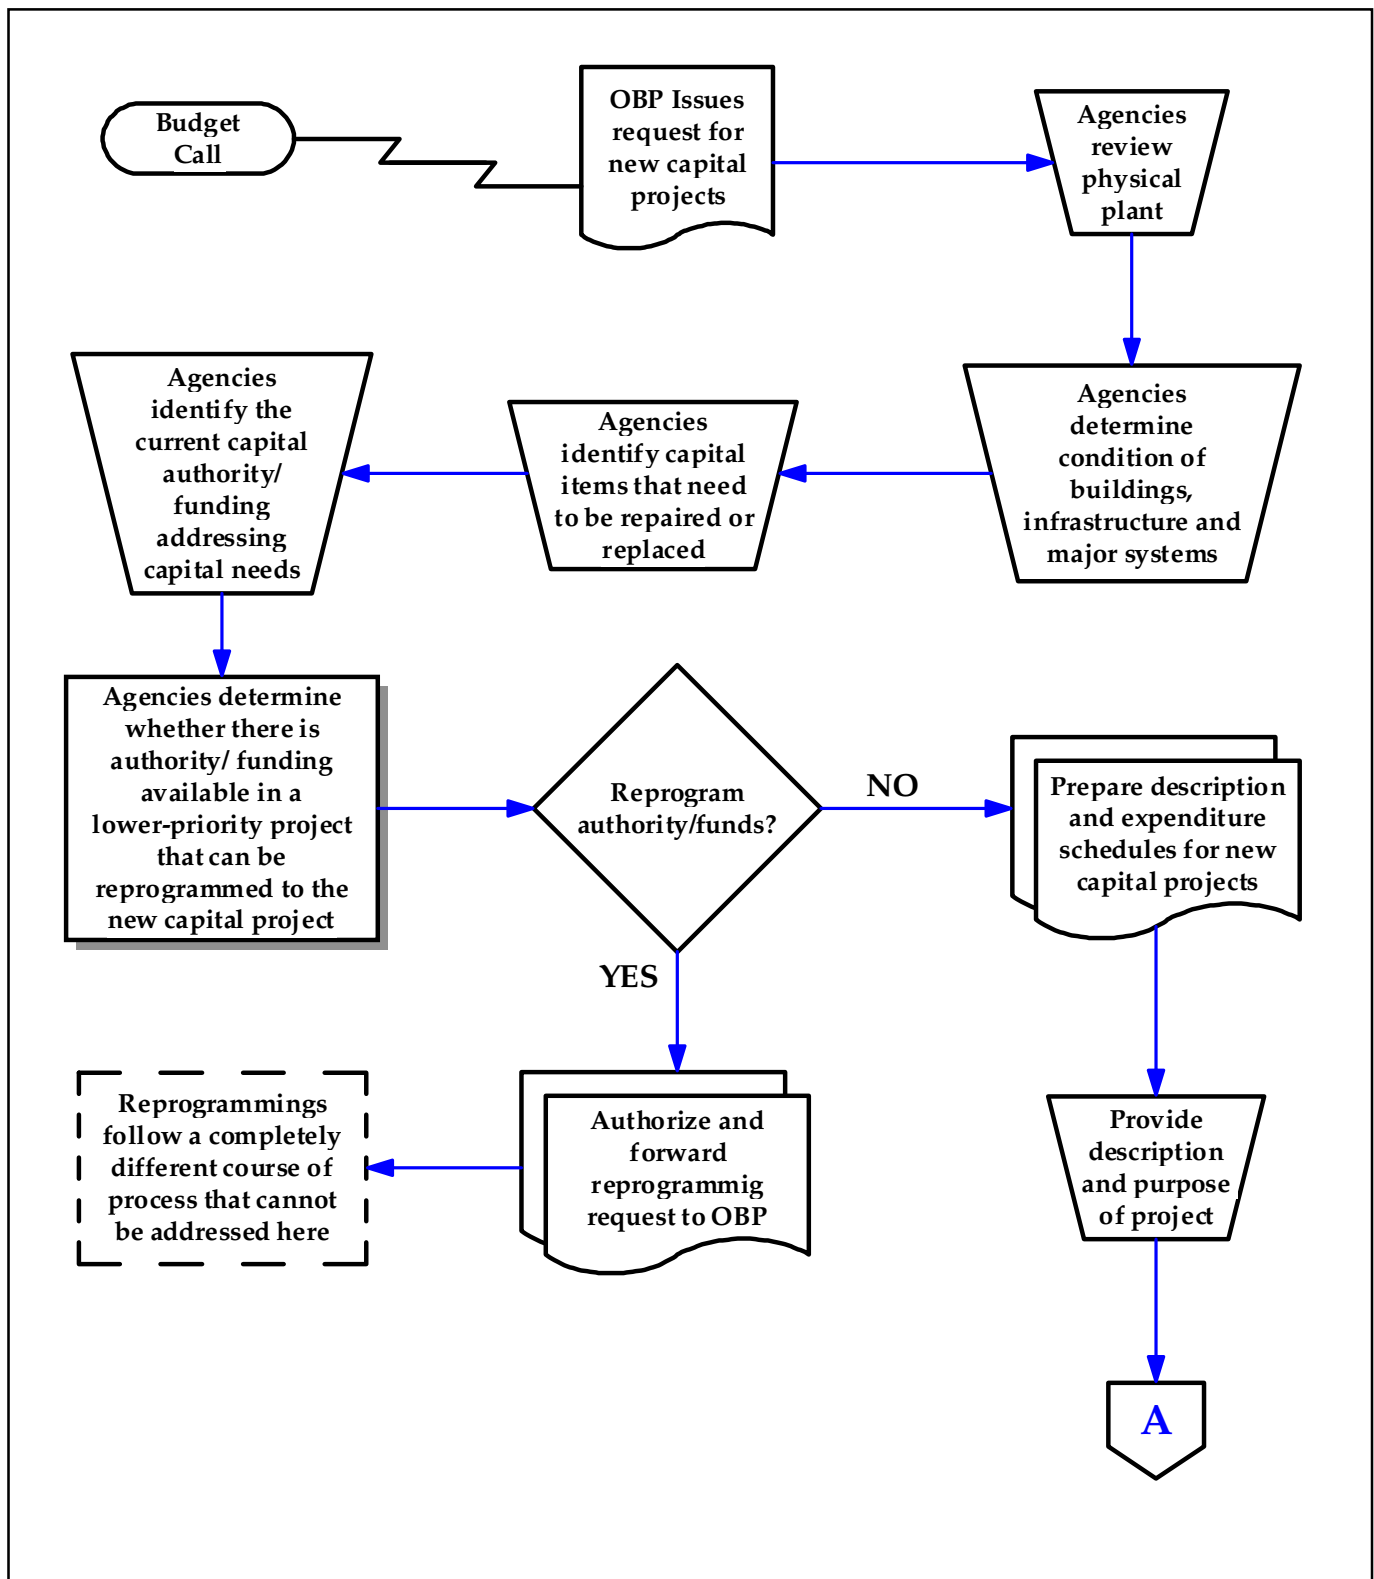 Budget
Call
OBP Issues
request for
new capital
projects
Agencies
review
physical
plant
Agencies
determine
condition of
buildings,
infrastructure and
major systems
Agencies
identify capital
items that need
to be repaired or
replaced
Agencies
identify the
current capital
authority/
funding
addressing
capital needs
Agencies determine
whether there is
authority/ funding
available in a
lower-priority project
that can be
reprogrammed to the
new capital project
Reprogram
authority/funds?
NO
Prepare description
and expenditure
schedules for new
capital projects
YES
Authorize and
forward
reprogrammig
request to OBP
Reprogrammings
follow a completely
different course of
process that cannot
be addressed here
Provide
description
and purpose
of project
A